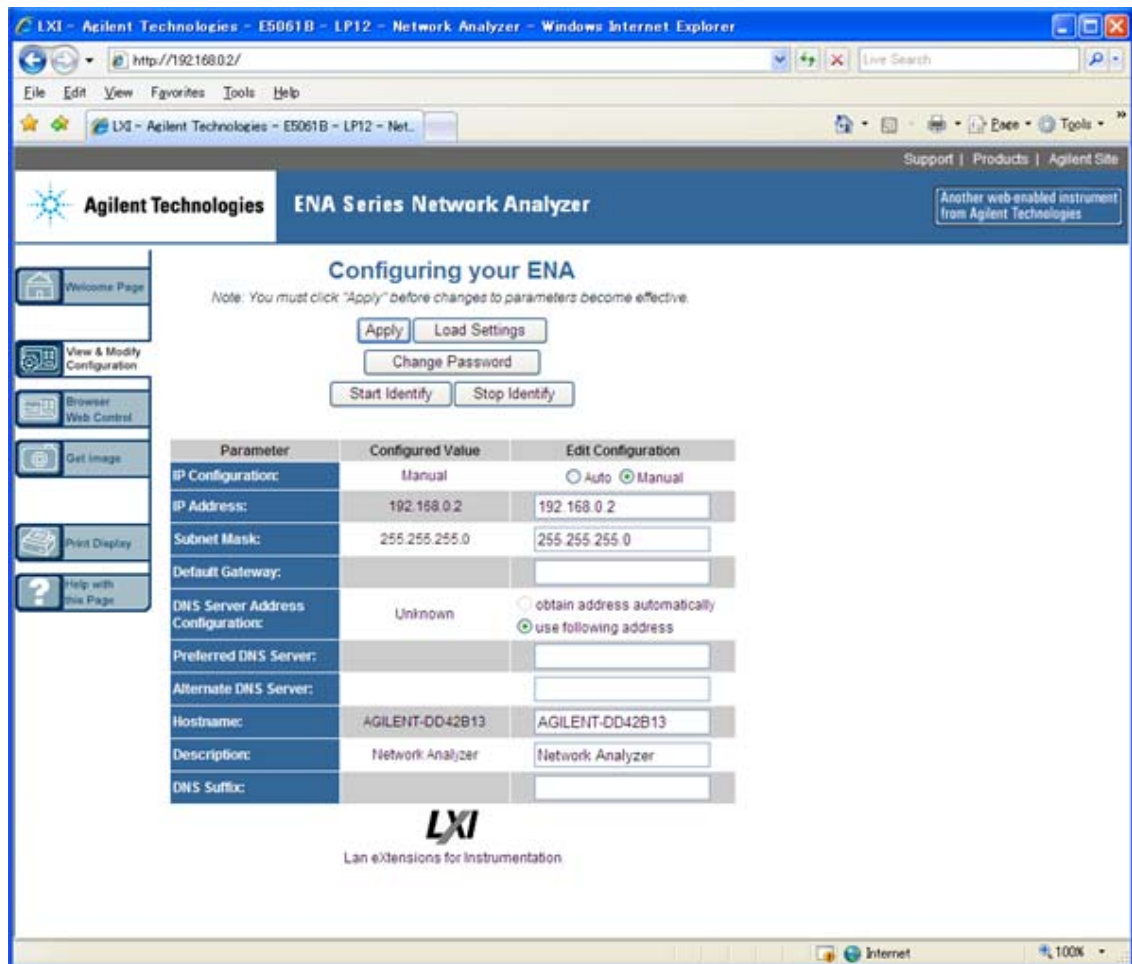 LXI - Agilent Technologies - E5061B - LP12 - Network Analyzer - Windows Internet Explorer
http://192.168.0.2/
Live Search
File Edit View Favorites Tools Help
LXI - Agilent Technologies - E5061B - LP12 - Net...
Page Tools
Support | Products | Agilent Site
Agilent Technologies
ENA Series Network Analyzer
Another web-enabled instrument
from Agilent Technologies
Welcome Page
View & Modify
Configuration
Browser
Web Control
Get Image
Print Display
Help with
this Page
Configuring your ENA
Note: You must click "Apply" before changes to parameters become effective.
Apply Load Settings
Change Password
Start Identify Stop Identify
Parameter Configured Value Edit Configuration
IP Configuration: Manual Auto Manual
IP Address: 192.168.0.2 192.168.0.2
Subnet Mask: 255.255.255.0 255.255.255.0
Default Gateway:
DNS Server Address
Configuration: Unknown obtain address automatically
use following address
Preferred DNS Server:
Alternate DNS Server:
Hostname: AGILENT-DD42B13 AGILENT-DD42B13
Description: Network Analyzer Network Analyzer
DNS Suffix:
LXI
Lan eXtensions for Instrumentation
Internet 100%